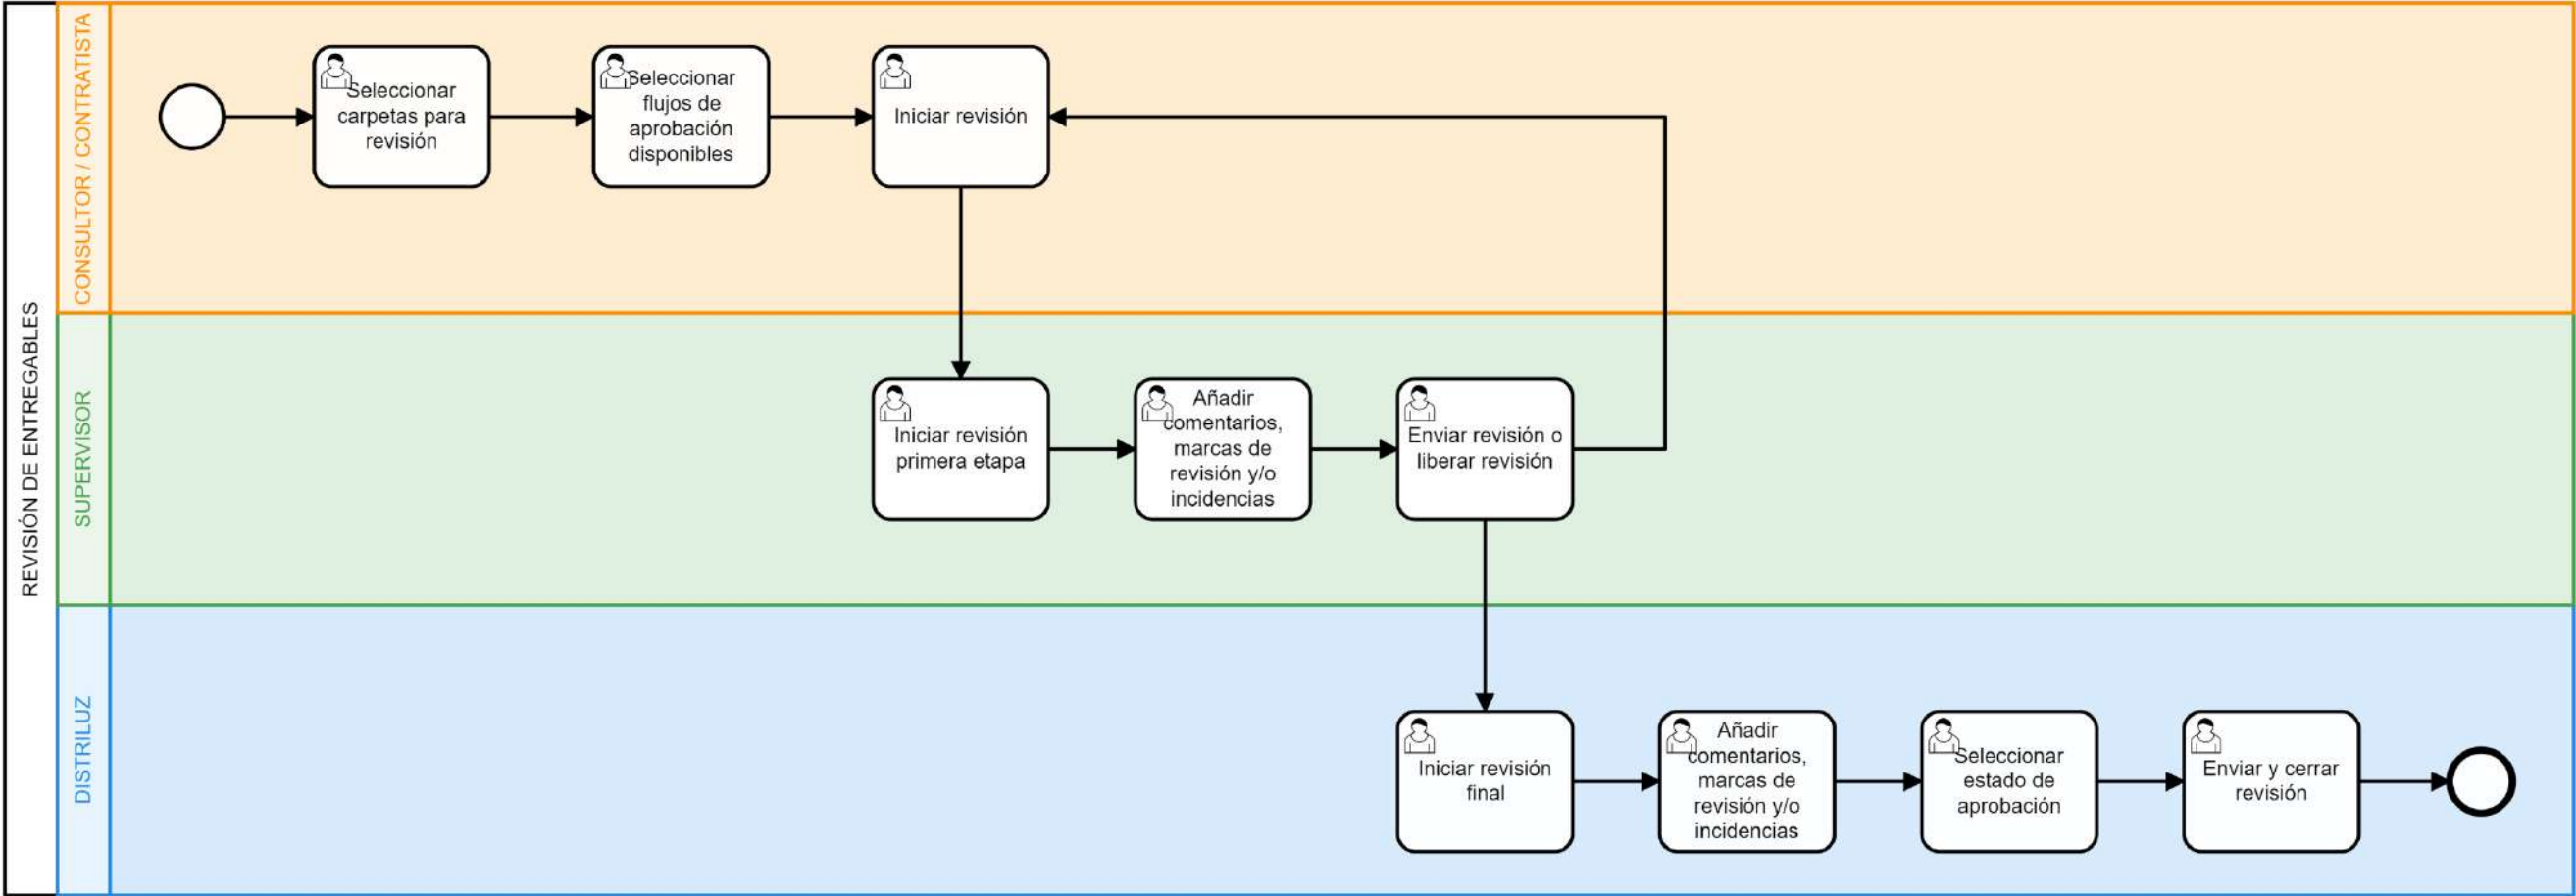 REVISIÓN DE ENTREGABLES
CONSULTOR / CONTRATISTA
Seleccionar
carpetas para
revisión
Seleccionar
flujos de
aprobación
disponibles
Iniciar revisión
SUPERVISOR
Iniciar revisión
primera etapa
Añadir
comentarios,
marcas de
revisión y/o
incidencias
Enviar revisión o
liberar revisión
DISTRILUZ
Iniciar revisión
final
Añadir
comentarios,
marcas de
revisión y/o
incidencias
Seleccionar
estado de
aprobación
Enviar y cerrar
revisión